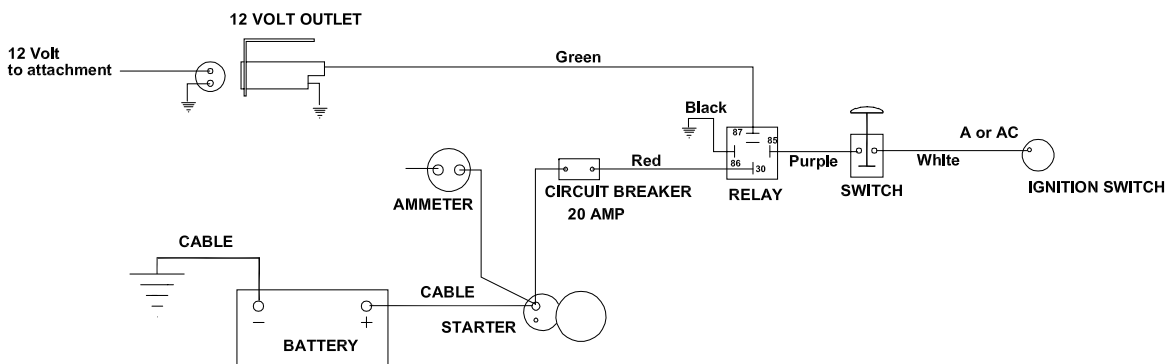 12 VOLT OUTLET
12 Volt
to attachment
Green
Black
87
85
86
30
RELAY
Purple
SWITCH
White
A or AC
IGNITION SWITCH
Red
CIRCUIT BREAKER
20 AMP
AMMETER
CABLE
CABLE
STARTER
- +
BATTERY